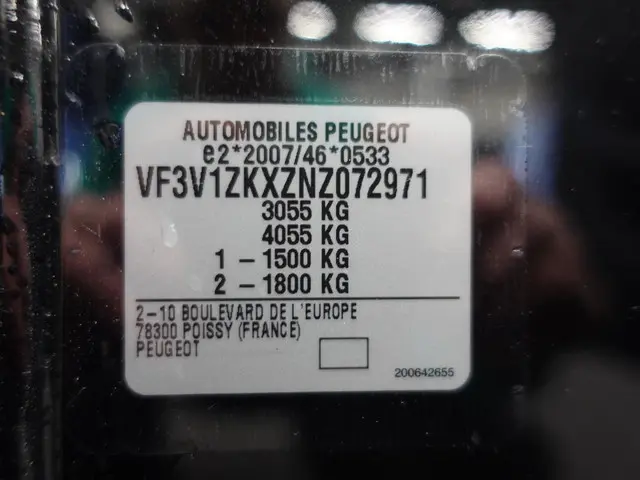 AUTOMOBILES PEUGEOT
e2*2007/46*0533
VF3V1ZKXZNZ072971
3055 KG
4055 KG
1 – 1500 KG
2 – 1800 KG
2–10 BOULEVARD DE L'EUROPE
78300 POISSY (FRANCE)
PEUGEOT
200642655